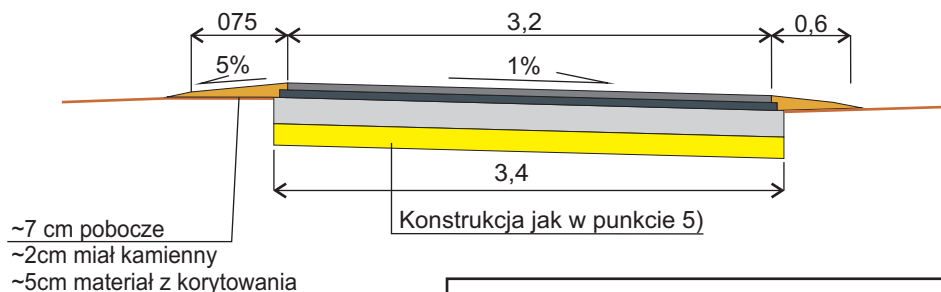 075
3,2
0,6
5%
1%
3,4
Konstrukcja jak w punkcie 5)
~7 cm pobocze
~2cm miał kamienny
~5cm materiał z korytowania